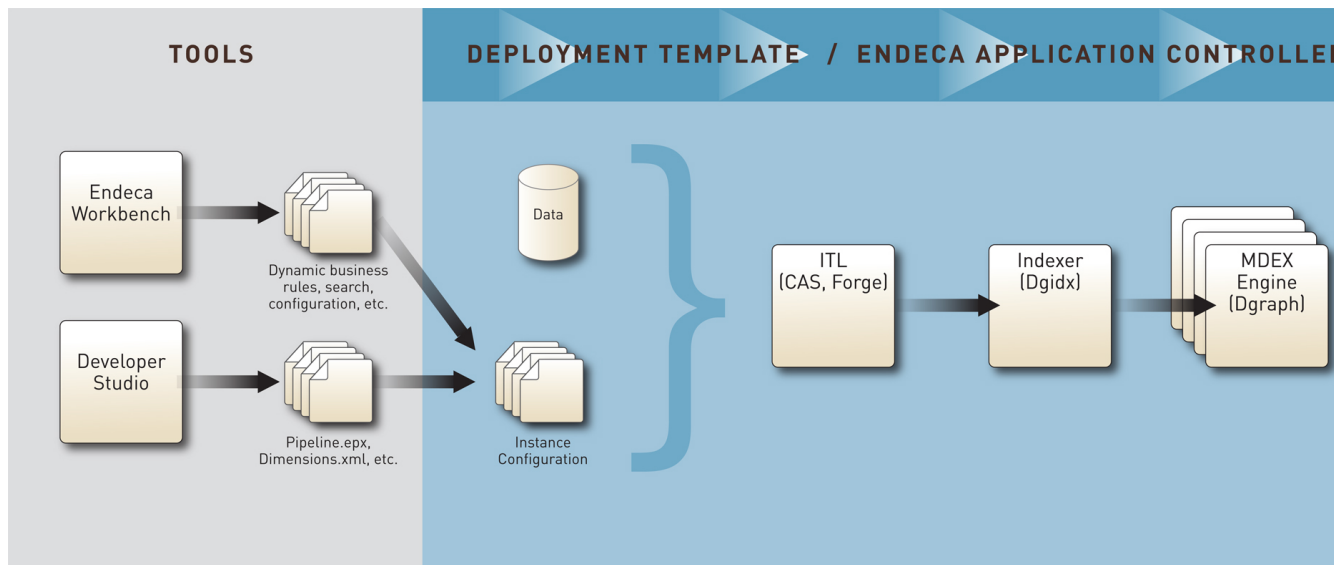 TOOLS
DEPLOYMENT TEMPLATE / ENDECA APPLICATION CONTROLLER
Endeca
Workbench
Dynamic business
rules, search,
configuration, etc.
Developer
Studio
Pipeline.epx,
Dimensions.xml, etc.
Data
Instance
Configuration
ITL
(CAS, Forge)
Indexer
(Dgidx)
MDEX
Engine
(Dgraph)